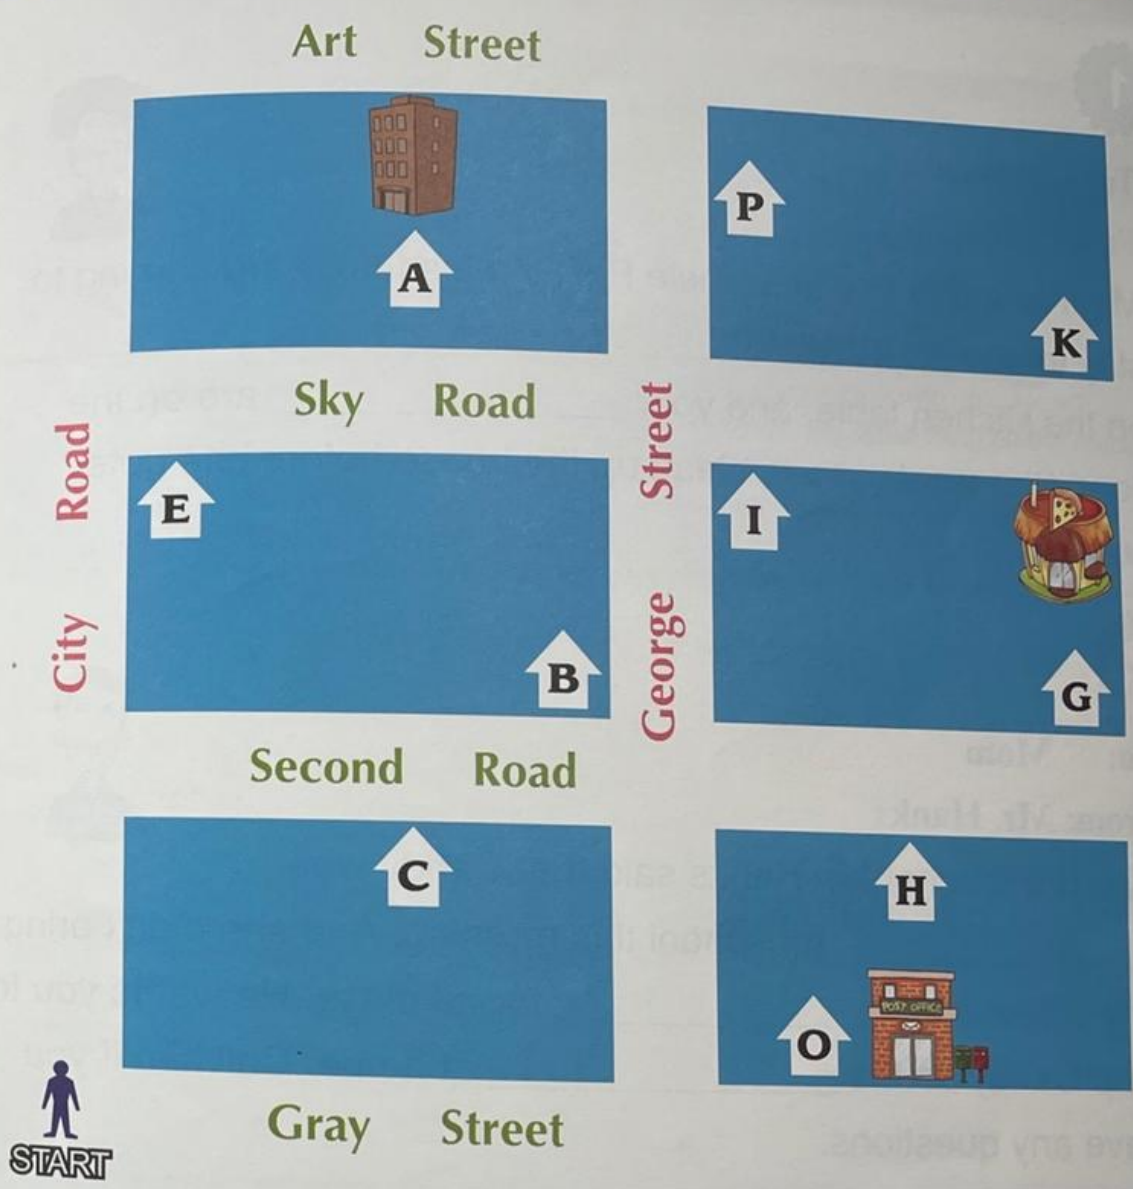 Art Street
P
A
K
Sky Road
City Road
George Street
E
I
B
G
Second Road
C
H
POST OFFICE
O
START
Gray Street